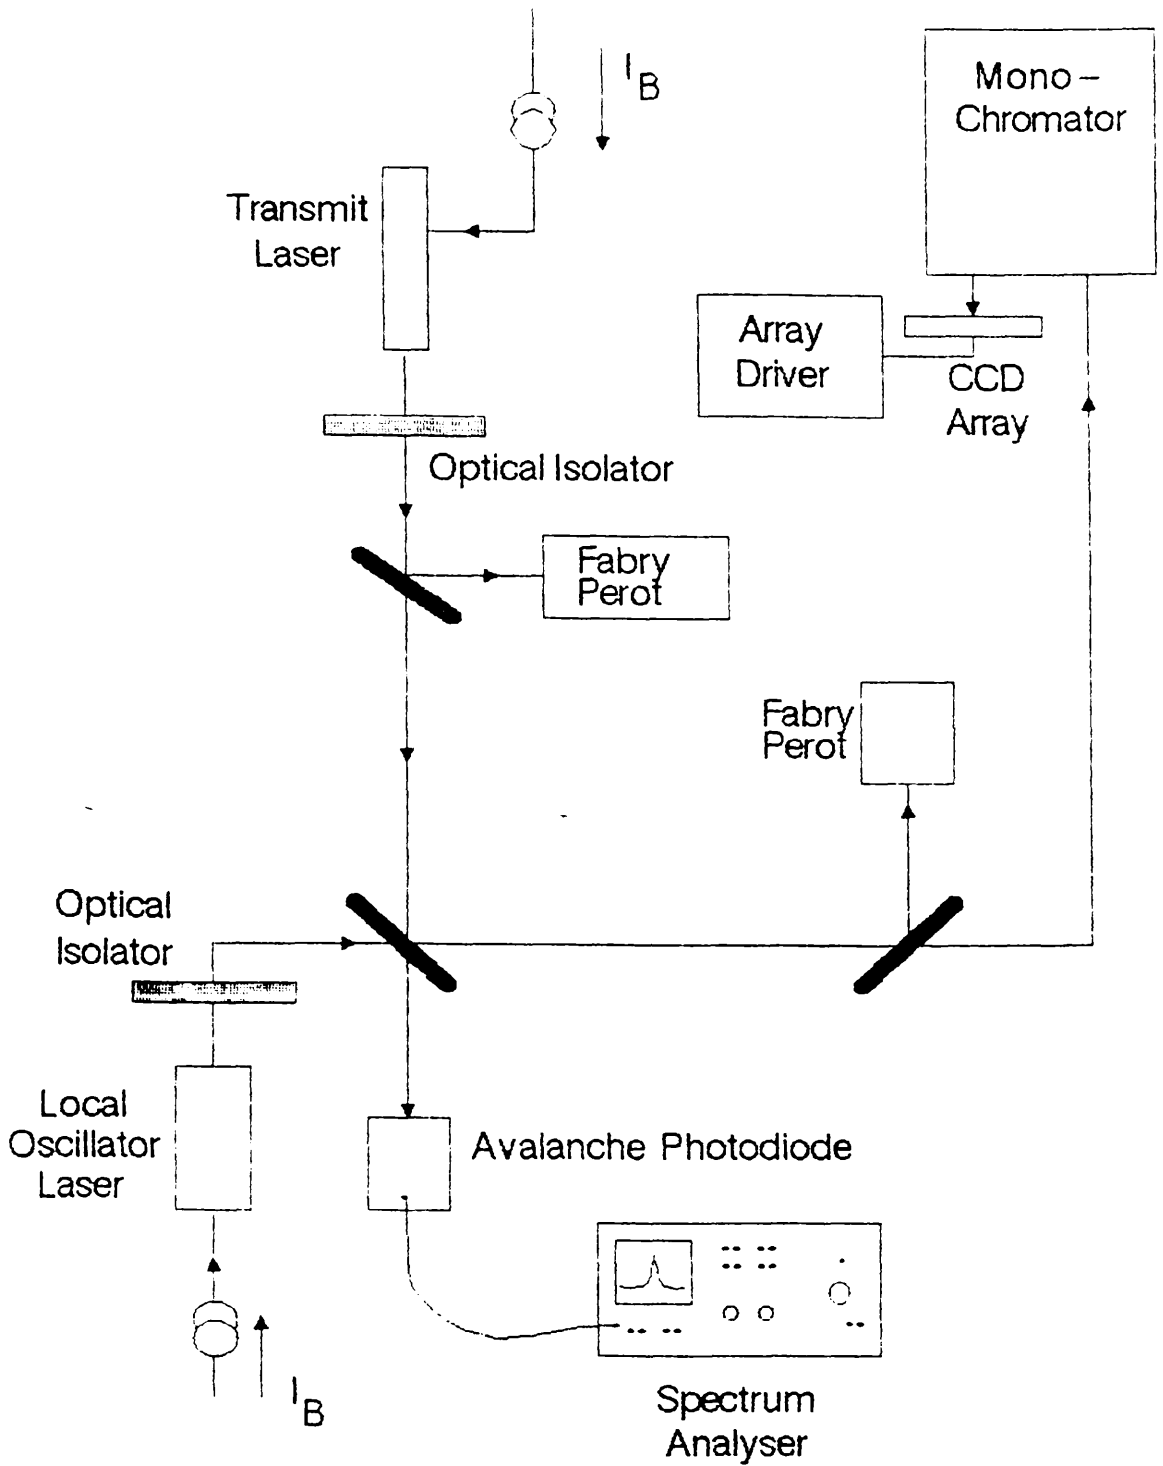 I B
Mono-
Chromator
Transmit
Laser
Array
Driver
CCD
Array
Optical Isolator
Fabry
Perot
Fabry
Perot
Optical
Isolator
Local
Oscillator
Laser
Avalanche Photodiode
I B
Spectrum
Analyser